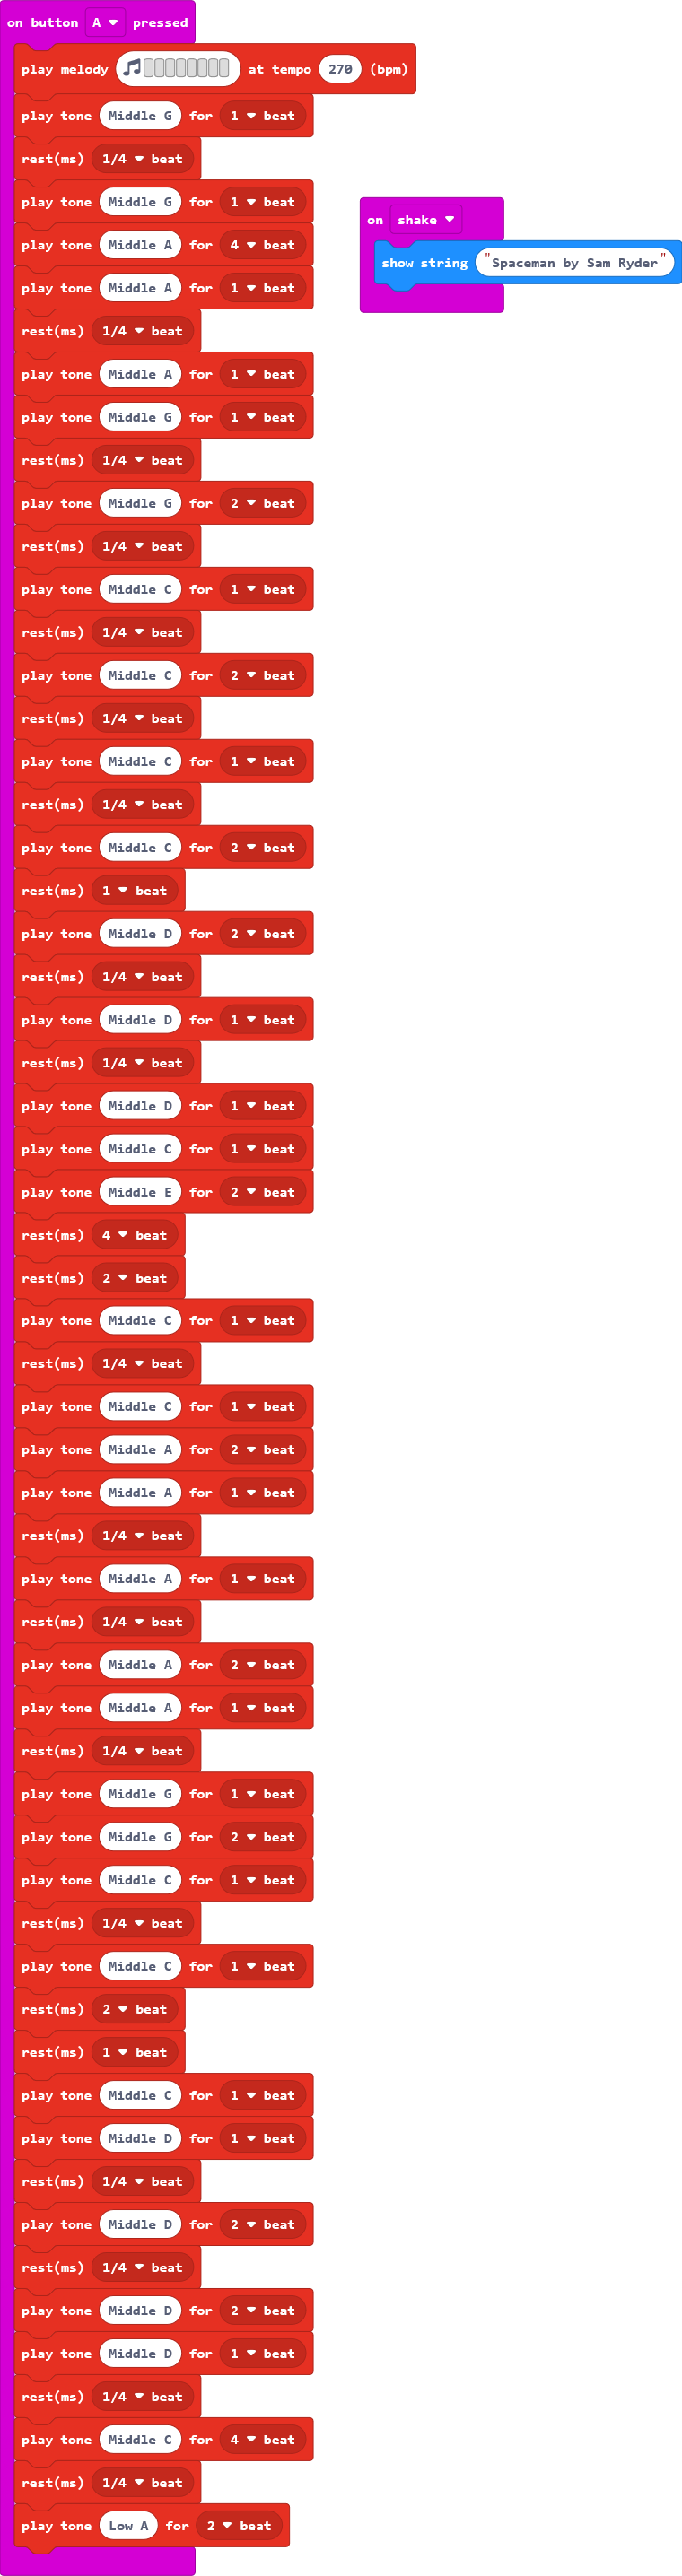 on button A pressed
play melody at tempo 270 (bpm)
play tone Middle G for 1 beat
rest(ms) 1/4 beat
play tone Middle G for 1 beat
play tone Middle A for 4 beat
play tone Middle A for 1 beat
rest(ms) 1/4 beat
play tone Middle A for 1 beat
play tone Middle G for 1 beat
rest(ms) 1/4 beat
play tone Middle G for 2 beat
rest(ms) 1/4 beat
play tone Middle C for 1 beat
rest(ms) 1/4 beat
play tone Middle C for 2 beat
rest(ms) 1/4 beat
play tone Middle C for 1 beat
rest(ms) 1/4 beat
play tone Middle C for 2 beat
rest(ms) 1 beat
play tone Middle D for 2 beat
rest(ms) 1/4 beat
play tone Middle D for 1 beat
rest(ms) 1/4 beat
play tone Middle D for 1 beat
play tone Middle C for 1 beat
play tone Middle E for 2 beat
rest(ms) 4 beat
rest(ms) 2 beat
play tone Middle C for 1 beat
rest(ms) 1/4 beat
play tone Middle C for 1 beat
play tone Middle A for 2 beat
play tone Middle A for 1 beat
rest(ms) 1/4 beat
play tone Middle A for 1 beat
rest(ms) 1/4 beat
play tone Middle A for 2 beat
play tone Middle A for 1 beat
rest(ms) 1/4 beat
play tone Middle G for 1 beat
play tone Middle G for 2 beat
play tone Middle C for 1 beat
rest(ms) 1/4 beat
play tone Middle C for 1 beat
rest(ms) 2 beat
rest(ms) 1 beat
play tone Middle C for 1 beat
play tone Middle D for 1 beat
rest(ms) 1/4 beat
play tone Middle D for 2 beat
rest(ms) 1/4 beat
play tone Middle D for 2 beat
play tone Middle D for 1 beat
rest(ms) 1/4 beat
play tone Middle C for 4 beat
rest(ms) 1/4 beat
play tone Low A for 2 beat
on shake
show string "Spaceman by Sam Ryder"